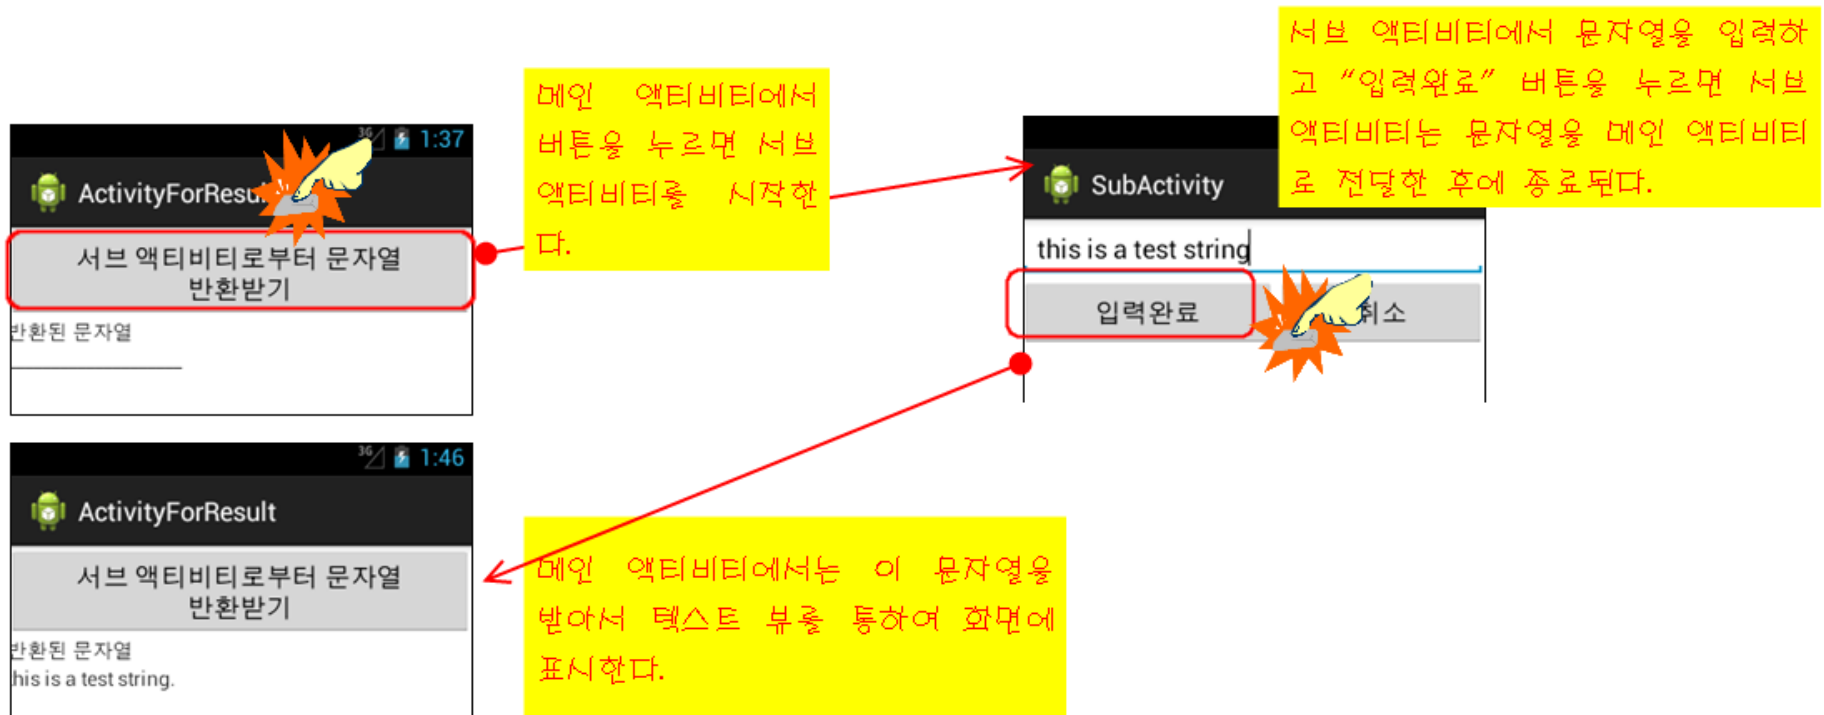 3G 1:37
ActivityForResu
서브 액티비티로부터 문자열
반환받기
반환된 문자열
메인 액티비티에서
버튼을 누르면 서브
액티비티를 시작한
다.
서브 액티비티에서 문자열을 입력하
고 “입력완료” 버튼을 누르면 서브
액티비티는 문자열을 메인 액티비티
로 전달한 후에 종료된다.
SubActivity
this is a test string
입력완료 취소
3G 1:46
ActivityForResult
서브 액티비티로부터 문자열
반환받기
반환된 문자열
this is a test string.
메인 액티비티에서는 이 문자열을
받아서 텍스트 뷰를 통하여 화면에
표시한다.